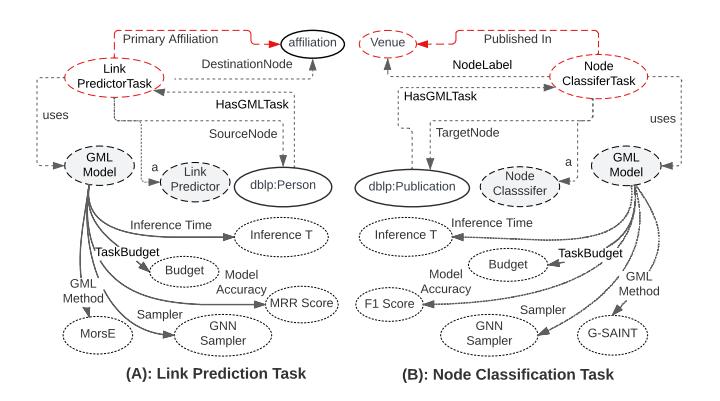 Primary Affiliation
affiliation
Link
PredictorTask
DestinationNode
HasGMLTask
uses
SourceNode
GML
Model
a
Link
Predictor
dblp:Person
Inference Time
Inference T
TaskBudget
Budget
Model
Accuracy
MRR Score
GML
Method
Sampler
MorsE
GNN
Sampler
(A): Link Prediction Task
Venue
Published In
Node
ClassiferTask
NodeLabel
HasGMLTask
uses
TargetNode
GML
Model
a
dblp:Publication
Node
Classsifer
Inference T
Inference Time
TaskBudget
Budget
Model
Accuracy
F1 Score
GML
Method
Sampler
GNN
Sampler
G-SAINT
(B): Node Classification Task